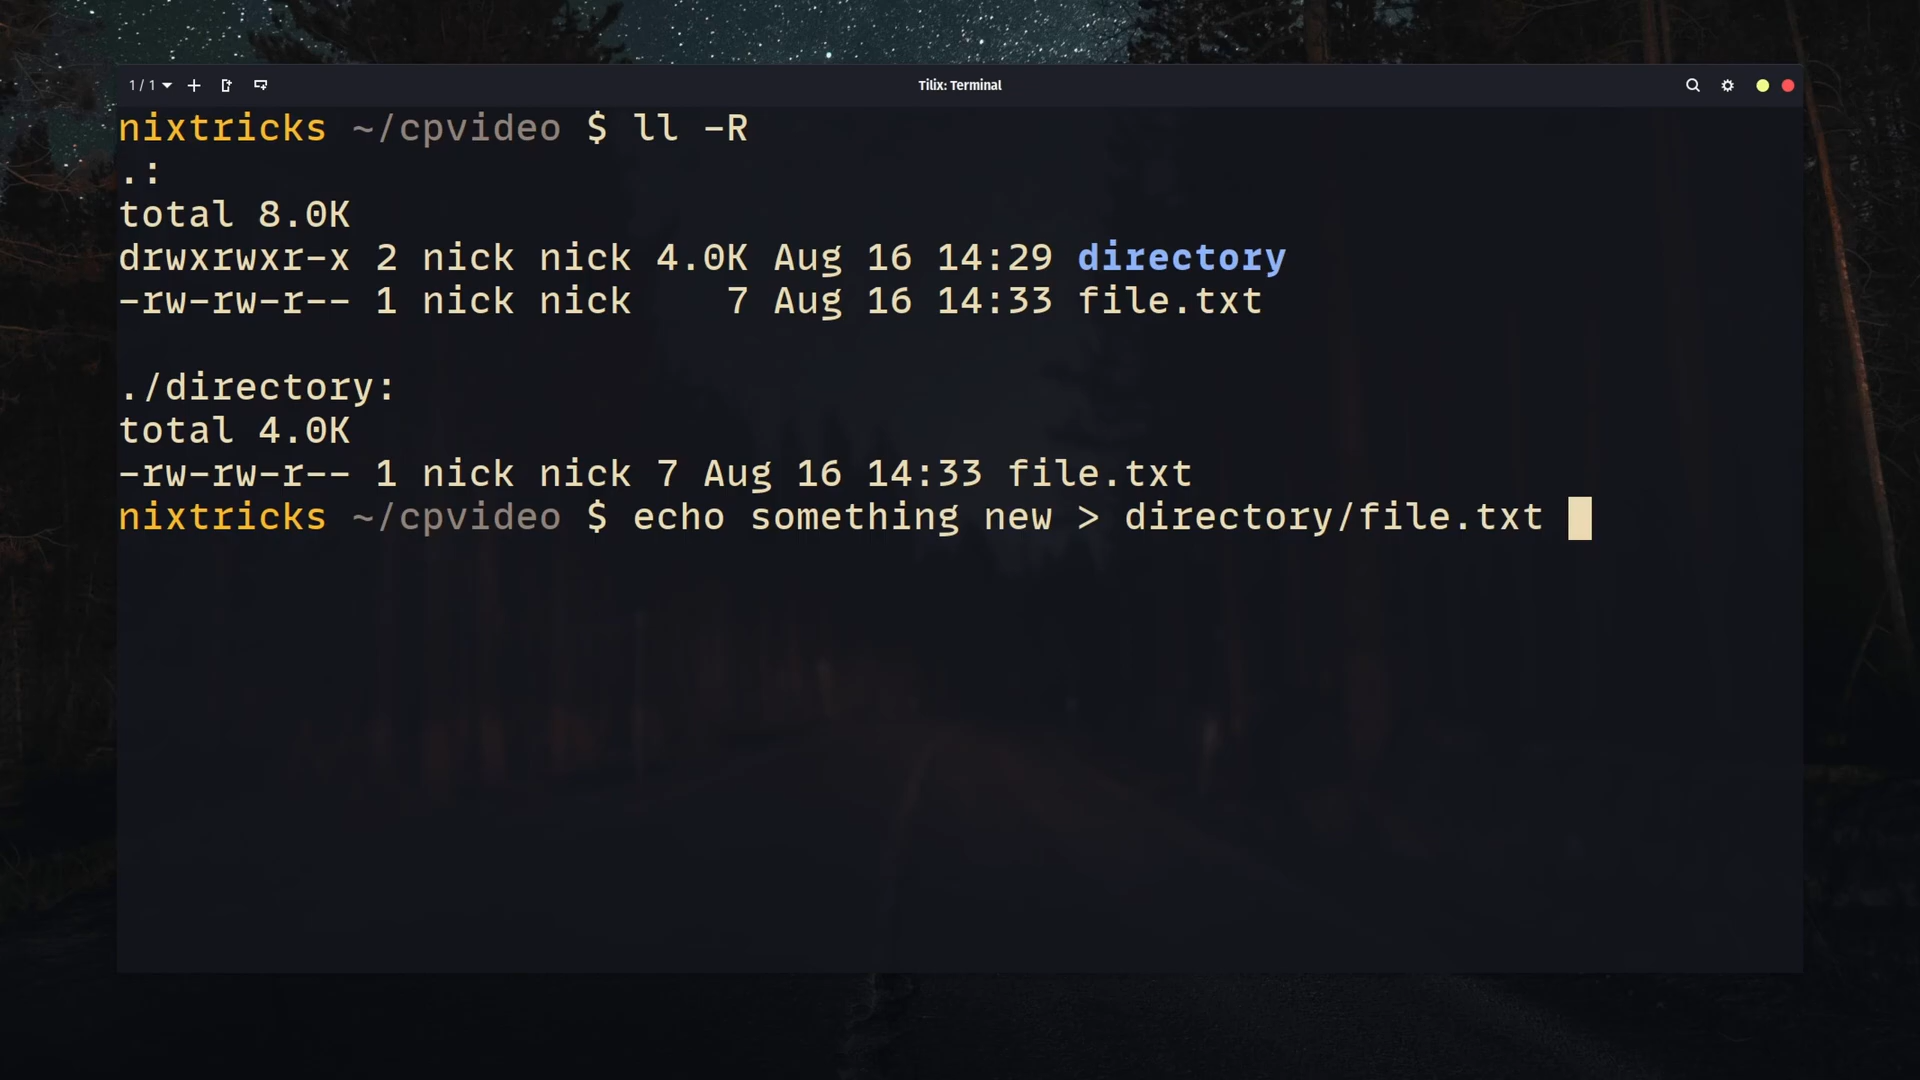 1 / 1
Tilix: Terminal
nixtricks ~/cpvideo $ ll -R
.:
total 8.0K
drwxrwxr-x 2 nick nick 4.0K Aug 16 14:29 directory
-rw-rw-r-- 1 nick nick    7 Aug 16 14:33 file.txt

./directory:
total 4.0K
-rw-rw-r-- 1 nick nick 7 Aug 16 14:33 file.txt
nixtricks ~/cpvideo $ echo something new > directory/file.txt